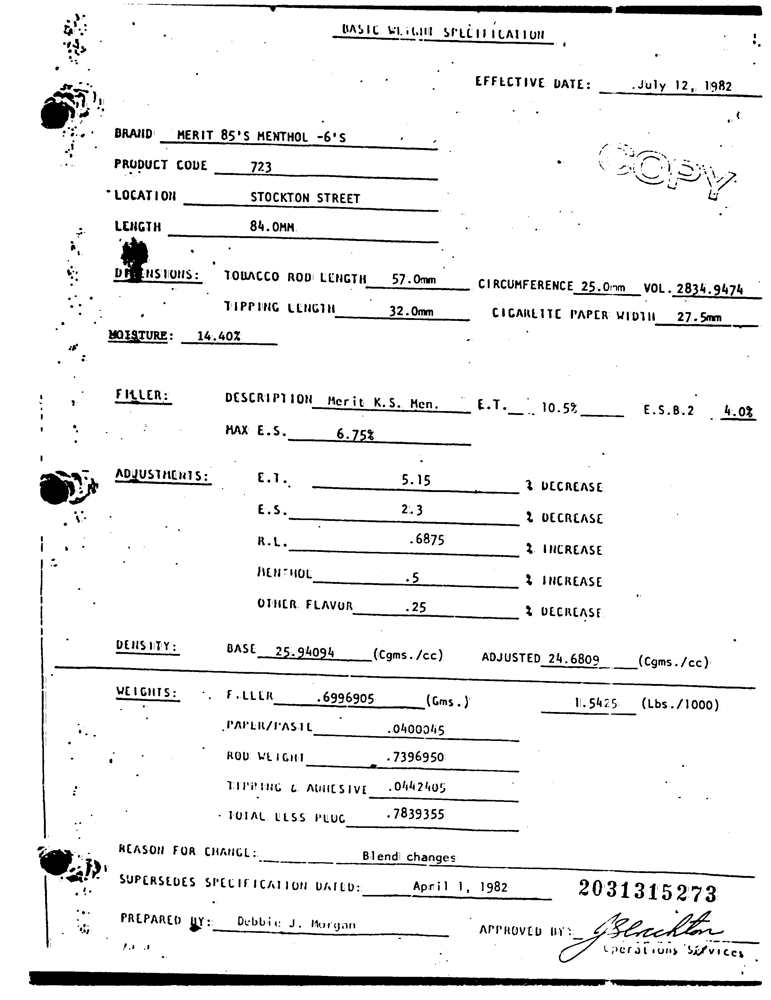 BASIC WEIGHT SPECIFICATION
EFFECTIVE DATE: July 12, 1982
BRAND MERIT 85'S MENTHOL -6'S
COPY
PRODUCT CODE 723
LOCATION STOCKTON STREET
LENGTH 84.0MM
DIMENSIONS: TOBACCO ROD LENGTH 57.0mm CIRCUMFERENCE 25.0mm VOL. 2834.9474
TIPPING LENGTH 32.0mm CIGARETTE PAPER WIDTH 27.5mm
MOISTURE: 14.40%
FILLER: DESCRIPTION Merit K.S. Men. E.T. 10.5% E.S.B.2 4.0%
MAX E.S. 6.75%
ADJUSTMENTS: E.T. 5.15 % DECREASE
E.S. 2.3 % DECREASE
R.L. .6875 % INCREASE
MENTHOL .5 % INCREASE
OTHER FLAVOR .25 % DECREASE
DENSITY: BASE 25.94094 (Cgms./cc) ADJUSTED 24.6809 (Cgms./cc)
WEIGHTS: FILLER .6996905 (Gms.) 1.5425 (Lbs./1000)
PAPER/PASTE .0400045
ROD WEIGHT .7396950
TIPPING & ADHESIVE .0442405
TOTAL LESS PLUG .7839355
REASON FOR CHANGE: Blend changes
SUPERSEDES SPECIFICATION DATED: April 1, 1982
2031315273
PREPARED BY: Debbie J. Morgan APPROVED BY:
Operations Services